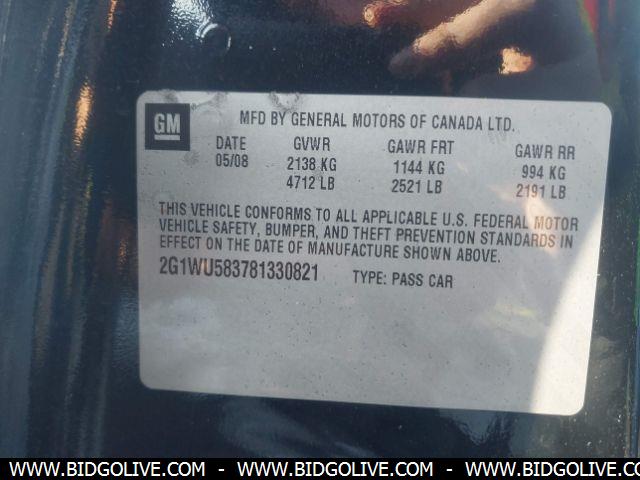 GM
MFD BY GENERAL MOTORS OF CANADA LTD.
DATE GVWR GAWR FRT GAWR RR
05/08 2138 KG 1144 KG 994 KG
4712 LB 2521 LB 2191 LB
THIS VEHICLE CONFORMS TO ALL APPLICABLE U.S. FEDERAL MOTOR
VEHICLE SAFETY, BUMPER, AND THEFT PREVENTION STANDARDS IN
EFFECT ON THE DATE OF MANUFACTURE SHOWN ABOVE.
2G1WU583781330821 TYPE: PASS CAR
WWW.BIDGOLIVE.COM - WWW.BIDGOLIVE.COM - WWW.BIDGOLIVE.COM